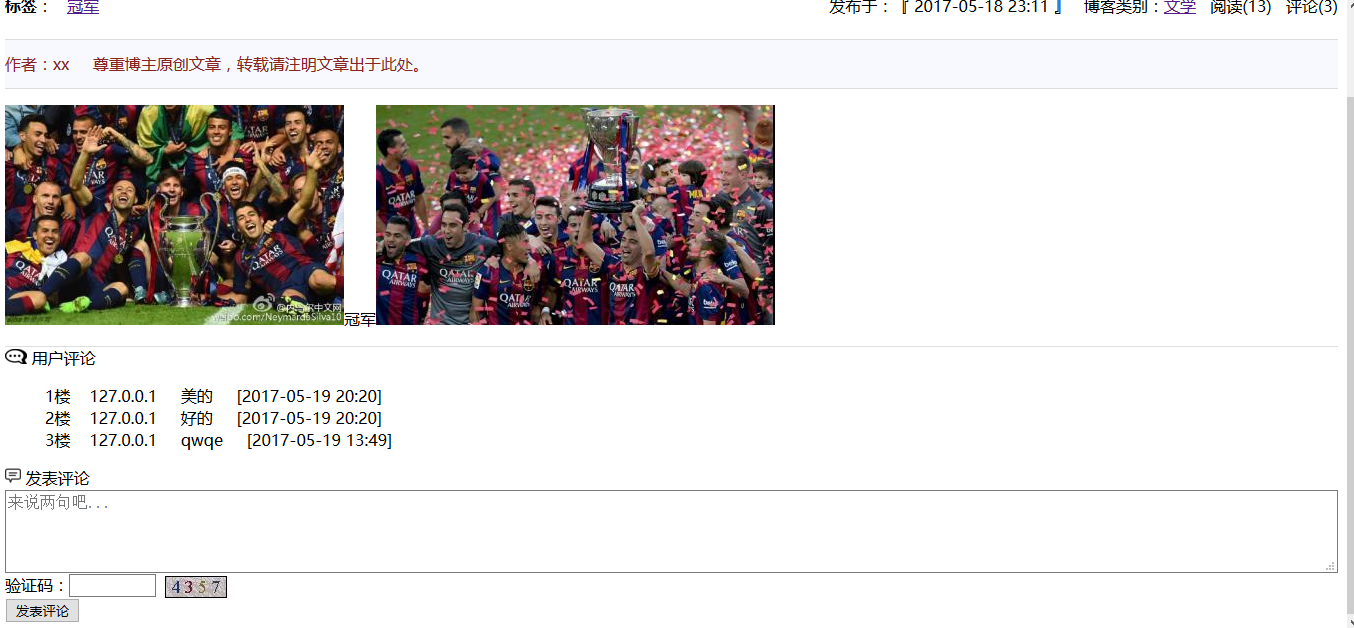 标签： 冠军 发布于：『 2017-05-18 23:11 』 博客类别：文学 阅读(13) 评论(3)
作者：xx 尊重博主原创文章，转载请注明文章出于此处。
QATAR AIRWAYS
weibo.com/NeymardaSilva10
冠军
QATAR AIRWAYS
用户评论
1楼 127.0.0.1 美的 [2017-05-19 20:20]
2楼 127.0.0.1 好的 [2017-05-19 20:20]
3楼 127.0.0.1 qwqe [2017-05-19 13:49]
发表评论
来说两句吧...
验证码： 4357
发表评论